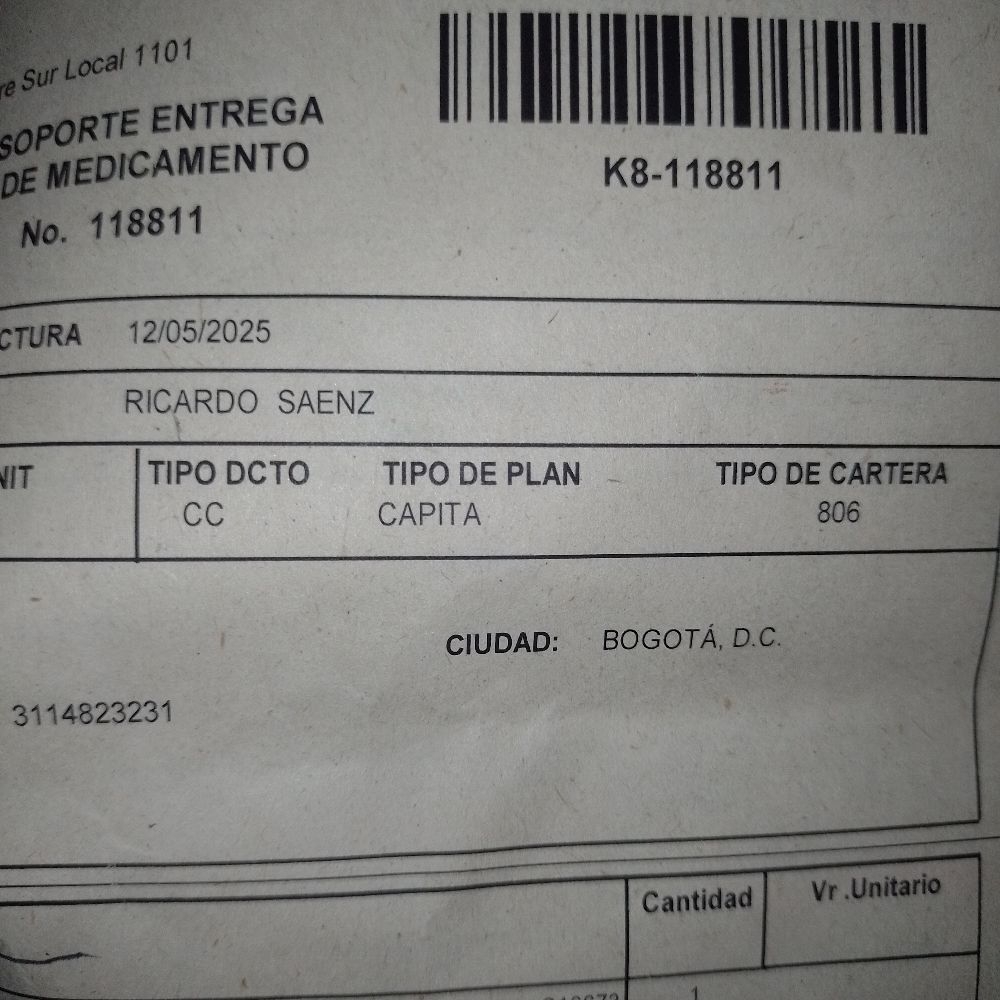 re Sur Local 1101
SOPORTE ENTREGA
DE MEDICAMENTO
No. 118811
K8-118811
CTURA 12/05/2025
RICARDO SAENZ
NIT TIPO DCTO TIPO DE PLAN TIPO DE CARTERA
CC CAPITA 806
CIUDAD: BOGOTÁ, D.C.
3114823231
Cantidad Vr .Unitario
1